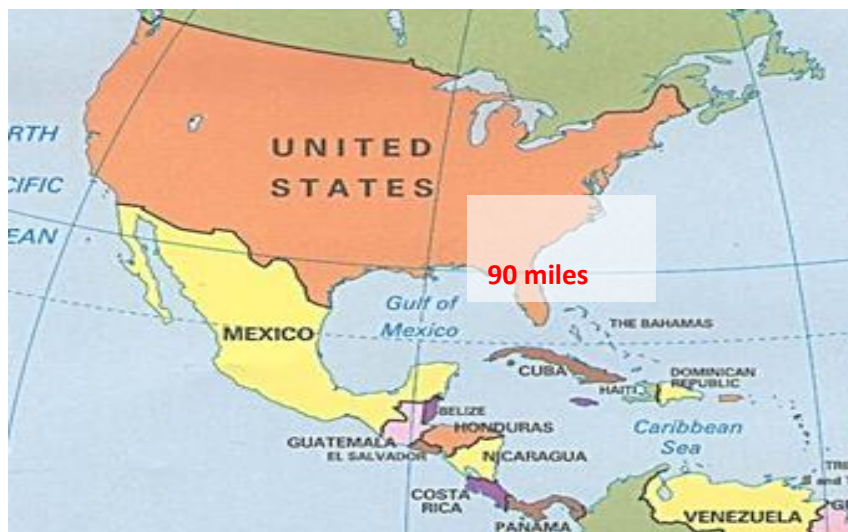 UNITED
STATES
RTH
CIFIC
EAN
90 miles
Gulf of
Mexico
MEXICO
THE BAHAMAS
CUBA
HAITI
DOMINICAN
REPUBLIC
BELIZE
HONDURAS
GUATEMALA
EL SALVADOR
NICARAGUA
Caribbean
Sea
COSTA
RICA
PANAMA
VENEZUELA
TRI